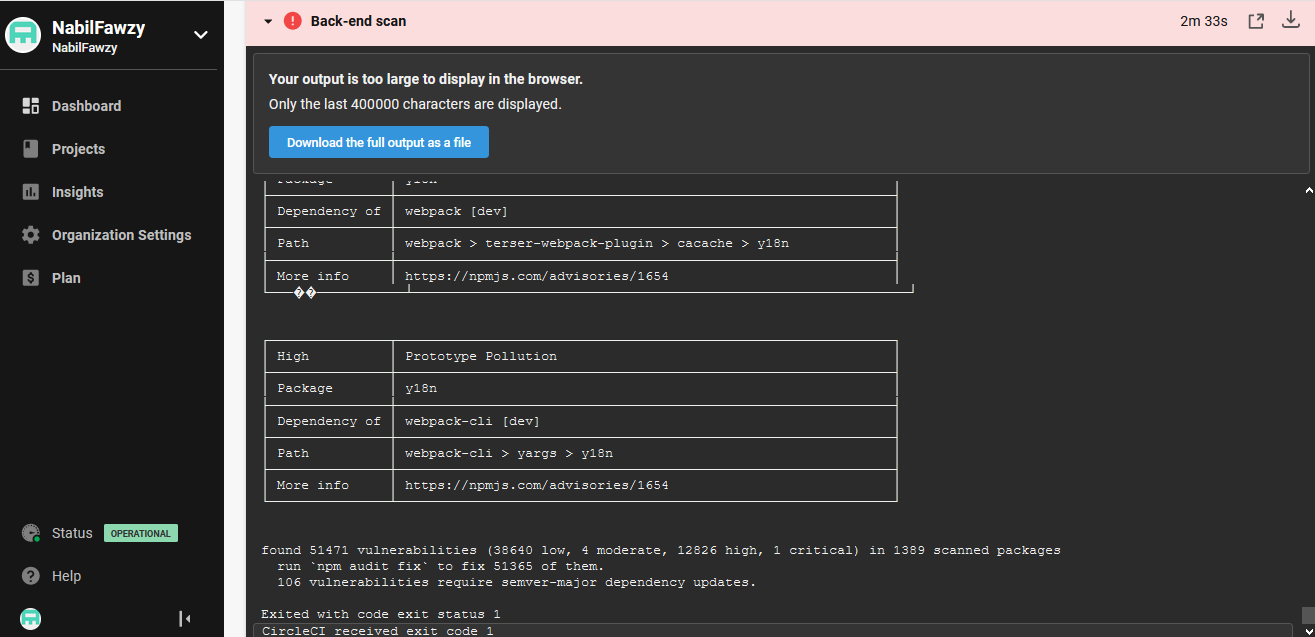 NabilFawzy
NabilFawzy
Dashboard
Projects
Insights
Organization Settings
Plan
Status OPERATIONAL
Help
Back-end scan 2m 33s
Your output is too large to display in the browser.
Only the last 400000 characters are displayed.
Download the full output as a file
Package y18n
Dependency of webpack [dev]
Path webpack > terser-webpack-plugin > cacache > y18n
More info https://npmjs.com/advisories/1654
��
High Prototype Pollution
Package y18n
Dependency of webpack-cli [dev]
Path webpack-cli > yargs > y18n
More info https://npmjs.com/advisories/1654
found 51471 vulnerabilities (38640 low, 4 moderate, 12826 high, 1 critical) in 1389 scanned packages
run `npm audit fix` to fix 51365 of them.
106 vulnerabilities require semver-major dependency updates.
Exited with code exit status 1
CircleCI received exit code 1